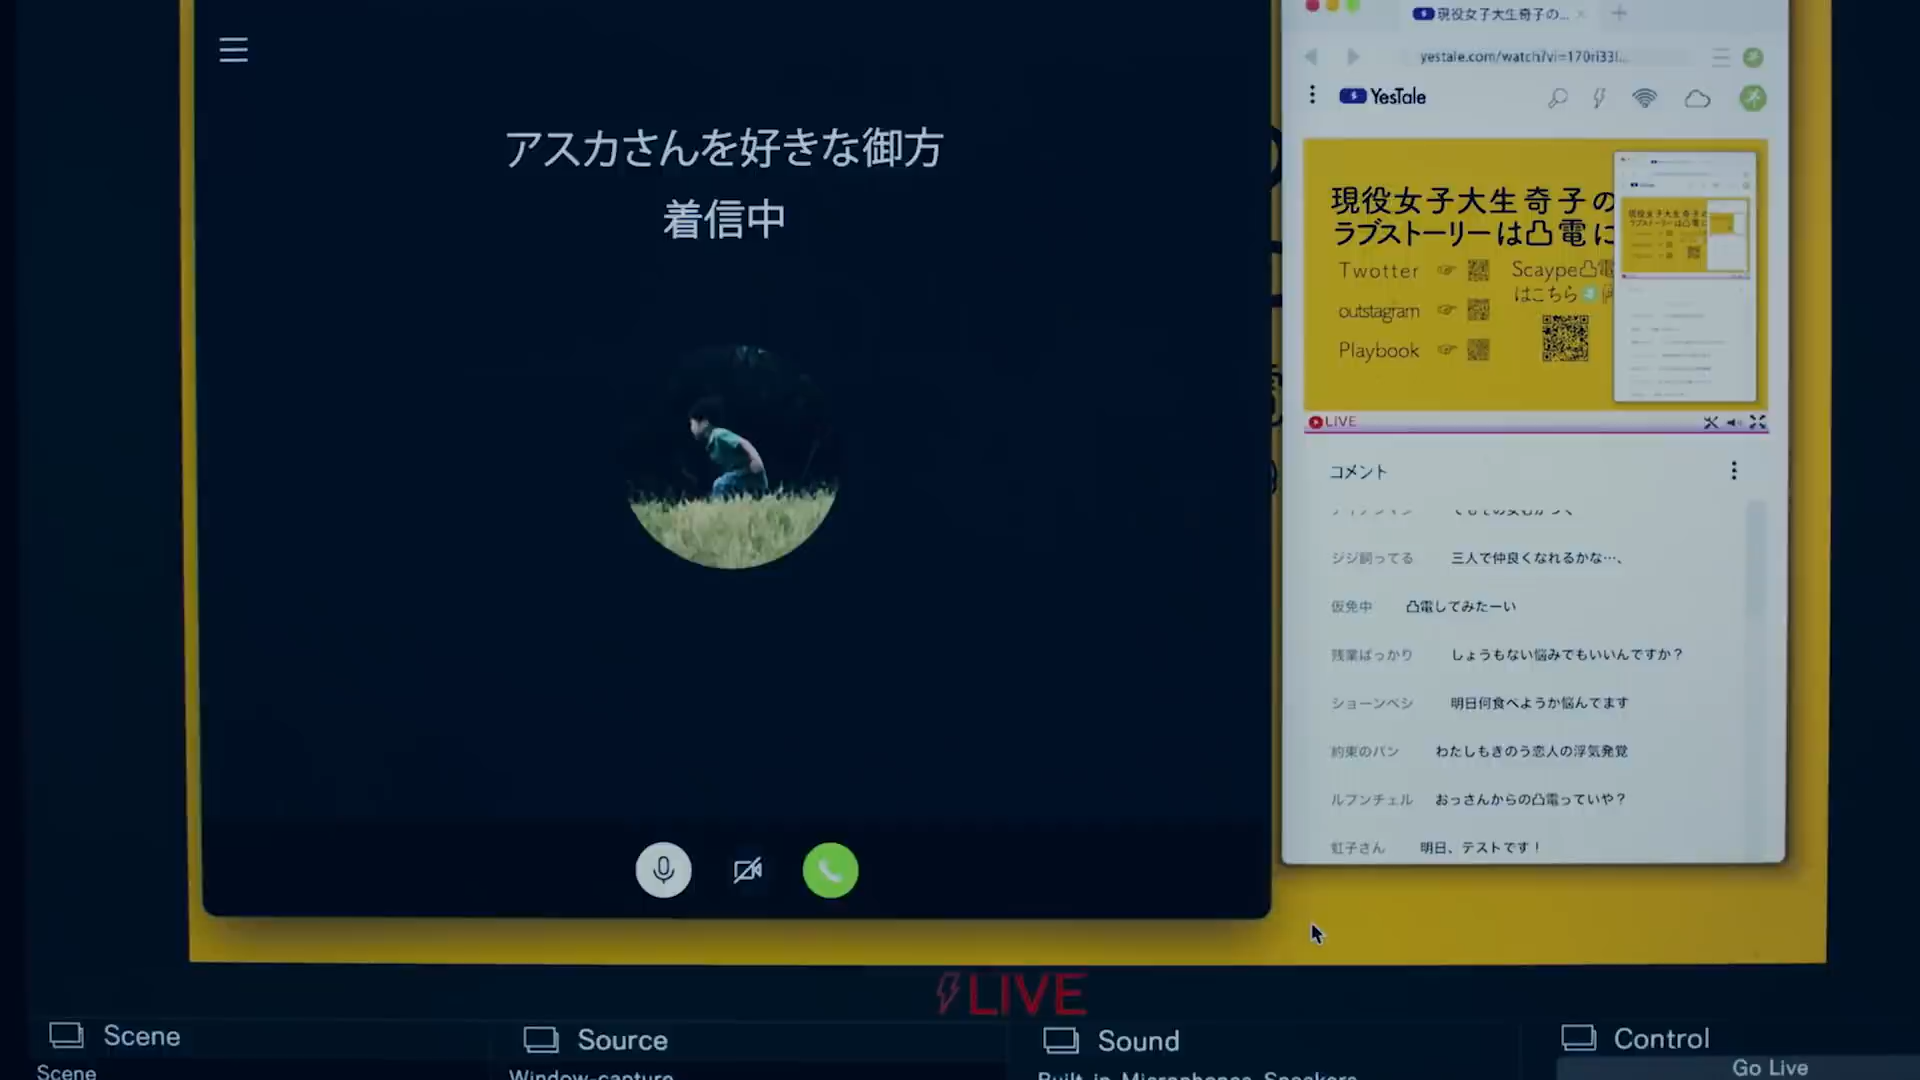 アスカさんを好きな御方
着信中
現役女子大生奇子の...
yestale.com/watch?vi=170ri33l...
YesTale
現役女子大生奇子の
ラブストーリーは凸電に
Twotter
outstagram
Playbook
Scaype凸電
はこちら
LIVE
コメント
ジジ飼ってる 三人で仲良くなれるかな…、
仮免中 凸電してみたーい
残業ばっかり しょうもない悩みでもいいんですか？
ショーンベシ 明日何食べようか悩んてます
約束のパン わたしもきのう恋人の浮気発覚
ルブンチェル おっさんからの凸電っていや？
虹子さん 明日、テストです！
LIVE
Scene
Source
Sound
Control
Scene
Window-capture
Built-in Microphones Speakers
Go Live